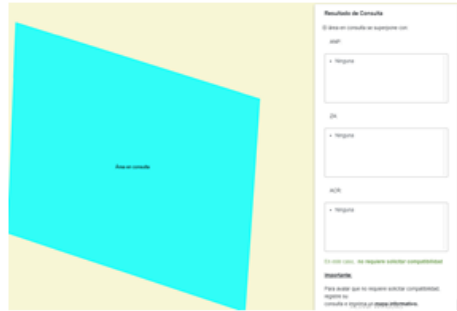 Resultado de Consulta
El área en consulta se superpone con:
ANP:
Ninguna
ZA:
Ninguna
ACR:
Ninguna
Área en consulta
En este caso, no requiere solicitar compatibilidad
Importante:
Para avalar que no requiere solicitar compatibilidad,
registre su
consulta e imprima un mapa informativo.